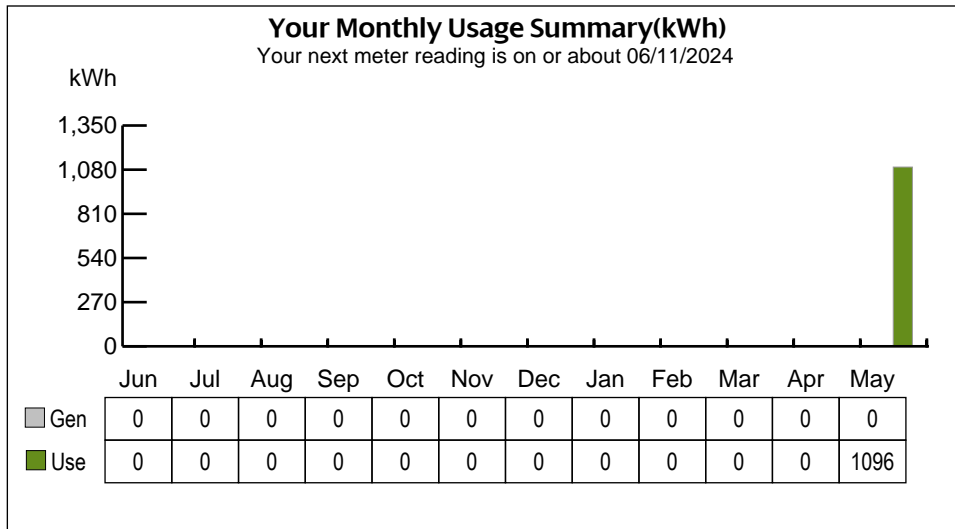 Your Monthly Usage Summary(kWh)
Your next meter reading is on or about 06/11/2024
kWh
1,350
1,080
810
540
270
0
Jun Jul Aug Sep Oct Nov Dec Jan Feb Mar Apr May
Gen 0 0 0 0 0 0 0 0 0 0 0 0
Use 0 0 0 0 0 0 0 0 0 0 0 1096